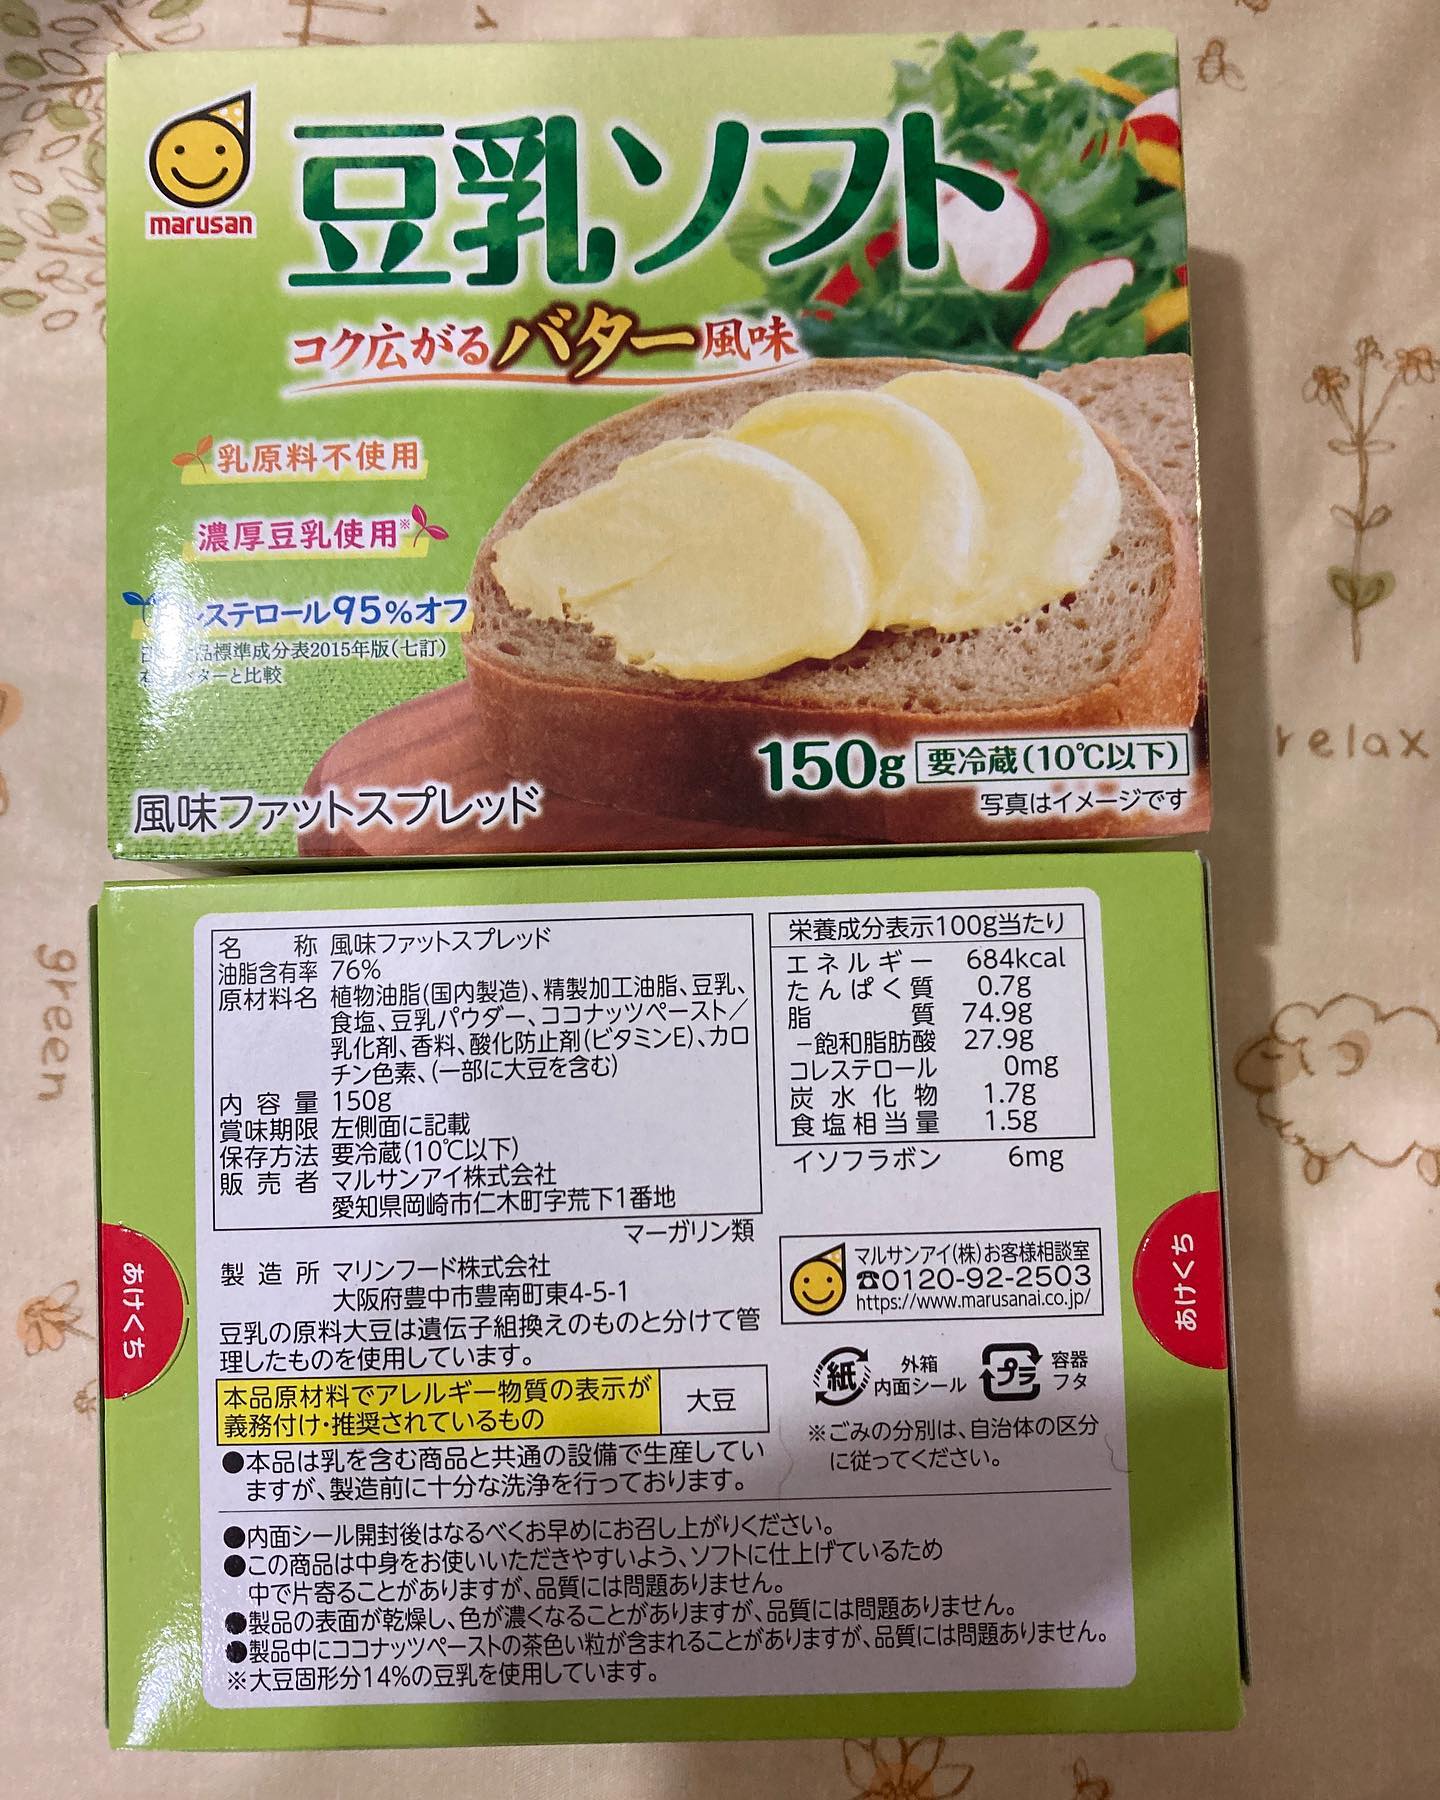 marusan
豆乳ソフト
コク広がるバター風味
乳原料不使用
濃厚豆乳使用※
ステロール95%オフ
品標準成分表2015年版(七訂)
ターと比較
150g 要冷蔵(10℃以下)
写真はイメージです
風味ファットスプレッド
relax
green
名称 風味ファットスプレッド
油脂含有率 76%
原材料名 植物油脂(国内製造)、精製加工油脂、豆乳、
食塩、豆乳パウダー、ココナッツペースト/
乳化剤、香料、酸化防止剤(ビタミンE)、カロ
チン色素、(一部に大豆を含む)
内容量 150g
賞味期限 左側面に記載
保存方法 要冷蔵(10℃以下)
販売者 マルサンアイ株式会社
愛知県岡崎市仁木町字荒下1番地
マーガリン類
製造所 マリンフード株式会社
大阪府豊中市豊南町東4-5-1
豆乳の原料大豆は遺伝子組換えのものと分けて管
理したものを使用しています。
本品原材料でアレルギー物質の表示が
義務付け・推奨されているもの
大豆
●本品は乳を含む商品と共通の設備で生産してい
ますが、製造前に十分な洗浄を行っております。
栄養成分表示100g当たり
エネルギー 684kcal
たんぱく質 0.7g
脂質 74.9g
−飽和脂肪酸 27.9g
コレステロール 0mg
炭水化物 1.7g
食塩相当量 1.5g
イソフラボン 6mg
マルサンアイ(株)お客様相談室
☎0120-92-2503
https://www.marusanai.co.jp/
紙 外箱
内面シール
プラ 容器
フタ
※ごみの分別は、自治体の区分
に従ってください。
●内面シール開封後はなるべくお早めにお召し上がりください。
●この商品は中身をお使いいただきやすいよう、ソフトに仕上げているため
中で片寄ることがありますが、品質には問題ありません。
●製品の表面が乾燥し、色が濃くなることがありますが、品質には問題ありません。
●製品中にココナッツペーストの茶色い粒が含まれることがありますが、品質には問題ありません。
※大豆固形分14%の豆乳を使用しています。
あけくち
あけくち